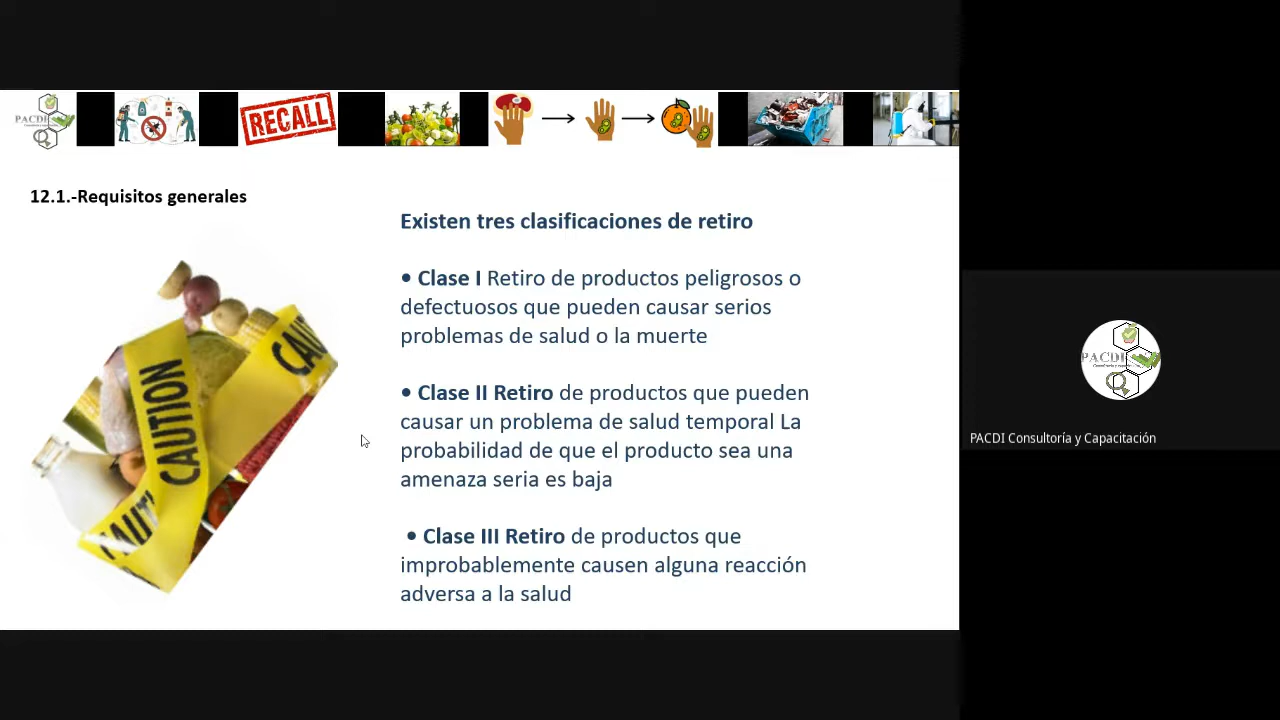 PACDI
RECALL
12.1.-Requisitos generales
Existen tres clasificaciones de retiro
• Clase I Retiro de productos peligrosos o
defectuosos que pueden causar serios
problemas de salud o la muerte
• Clase II Retiro de productos que pueden
causar un problema de salud temporal La
probabilidad de que el producto sea una
amenaza seria es baja
• Clase III Retiro de productos que
improbablemente causen alguna reacción
adversa a la salud
CAUTION
CAUT
CAUT
PACDI
PACDI Consultoría y Capacitación